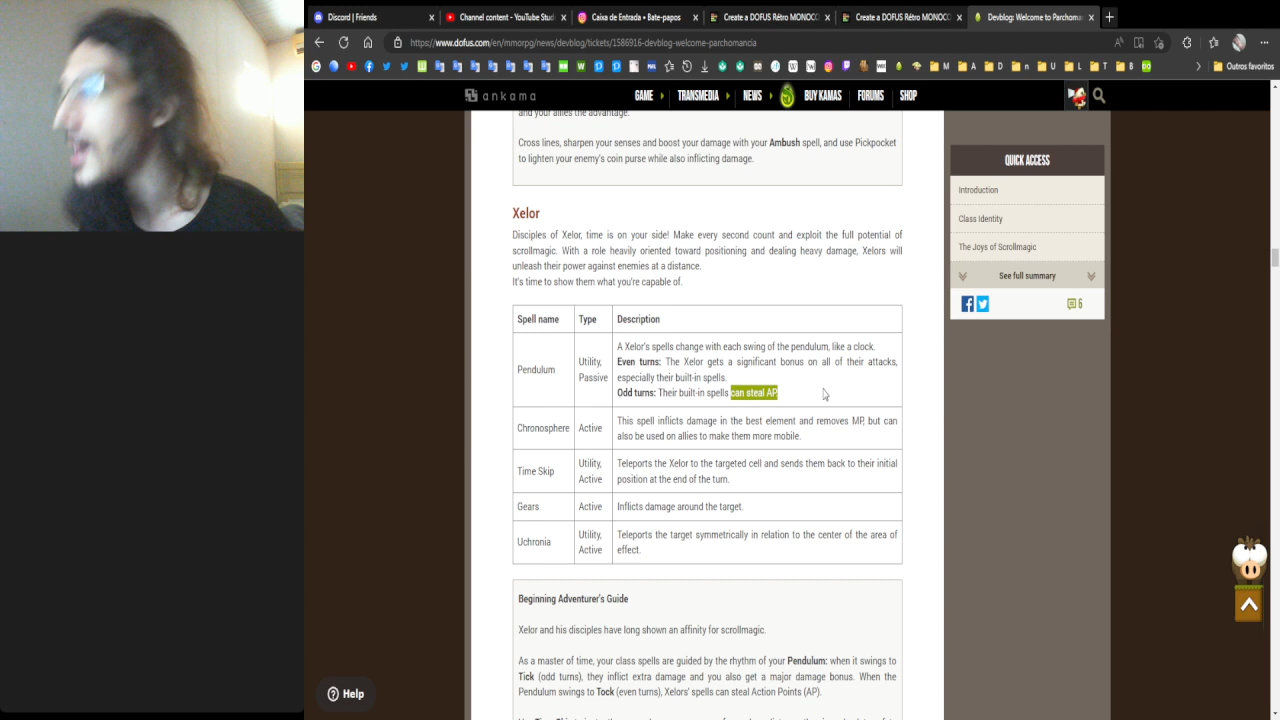 Discord | Friends
Channel content - YouTube Stud
Caixa de Entrada • Bate-papos
Create a DOFUS Rétro MONOCO
Create a DOFUS Rétro MONOCO
Devblog: Welcome to Parchoma
https://www.dofus.com/en/mmorpg/news/devblog/tickets/1586916-devblog-welcome-parchomancia
M
A
D
n
U
L
T
B
Outros favoritos
ankama
GAME
TRANSMEDIA
NEWS
BUY KAMAS
FORUMS
SHOP
and your allies the advantage.
Cross lines, sharpen your senses and boost your damage with your Ambush spell, and use Pickpocket
to lighten your enemy's coin purse while also inflicting damage.
QUICK ACCESS
Introduction
Class Identity
The Joys of Scrollmagic
See full summary
6
Xelor
Disciples of Xelor, time is on your side! Make every second count and exploit the full potential of
scrollmagic. With a role heavily oriented toward positioning and dealing heavy damage, Xelors will
unleash their power against enemies at a distance.
It's time to show them what you're capable of.
Spell name Type Description
Pendulum
Utility,
Passive
A Xelor's spells change with each swing of the pendulum, like a clock.
Even turns: The Xelor gets a significant bonus on all of their attacks,
especially their built-in spells.
Odd turns: Their built-in spells can steal AP.
Chronosphere
Active
This spell inflicts damage in the best element and removes MP, but can
also be used on allies to make them more mobile.
Time Skip
Utility,
Active
Teleports the Xelor to the targeted cell and sends them back to their initial
position at the end of the turn.
Gears
Active
Inflicts damage around the target.
Uchronia
Utility,
Active
Teleports the target symmetrically in relation to the center of the area of
effect.
Beginning Adventurer's Guide
Xelor and his disciples have long shown an affinity for scrollmagic.
As a master of time, your class spells are guided by the rhythm of your Pendulum: when it swings to
Tick (odd turns), they inflict extra damage and you also get a major damage bonus. When the
Pendulum swings to Tock (even turns), Xelors' spells can steal Action Points (AP).
Help